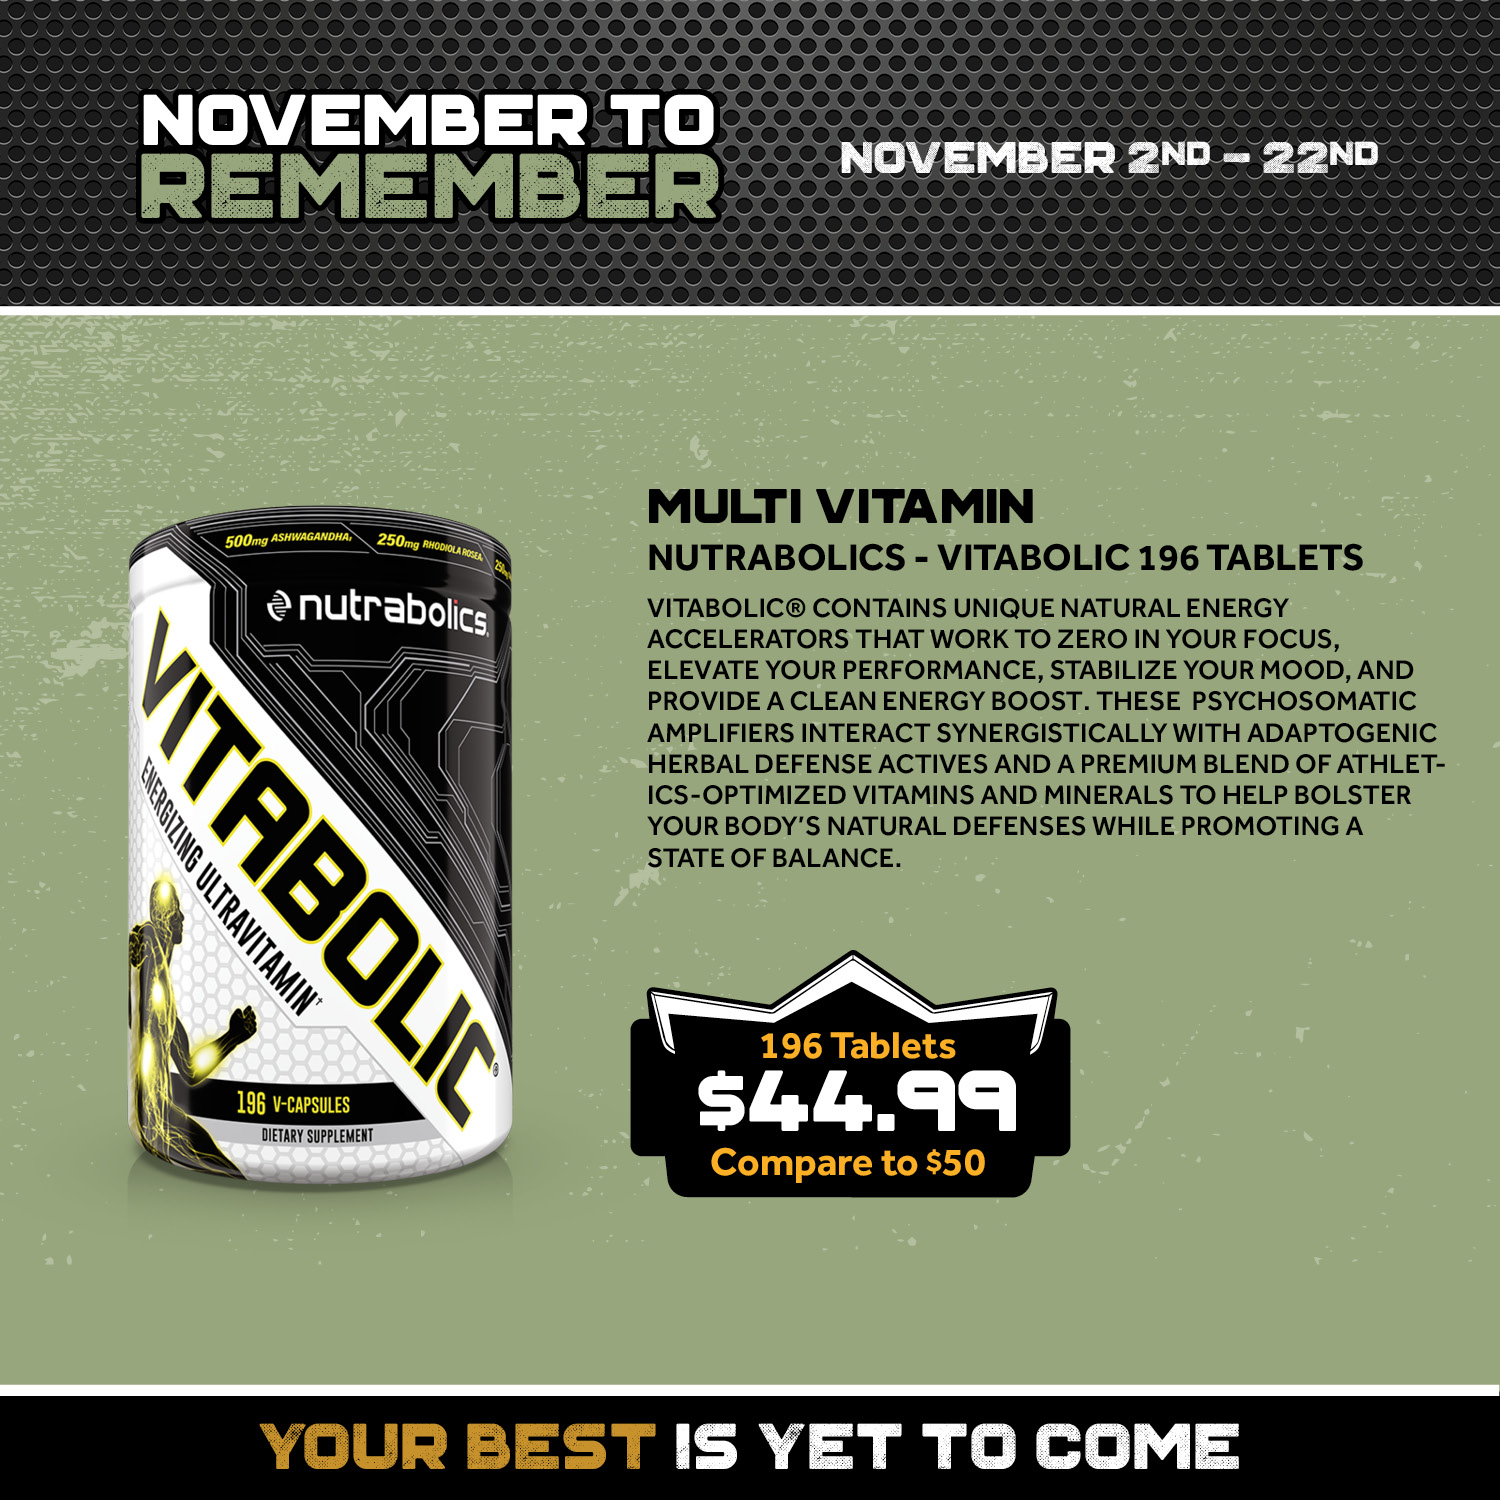 NOVEMBER TO
REMEMBER
NOVEMBER 2ND – 22ND
MULTI VITAMIN
NUTRABOLICS - VITABOLIC 196 TABLETS
VITABOLIC® CONTAINS UNIQUE NATURAL ENERGY
ACCELERATORS THAT WORK TO ZERO IN YOUR FOCUS,
ELEVATE YOUR PERFORMANCE, STABILIZE YOUR MOOD, AND
PROVIDE A CLEAN ENERGY BOOST. THESE PSYCHOSOMATIC
AMPLIFIERS INTERACT SYNERGISTICALLY WITH ADAPTOGENIC
HERBAL DEFENSE ACTIVES AND A PREMIUM BLEND OF ATHLET-
ICS-OPTIMIZED VITAMINS AND MINERALS TO HELP BOLSTER
YOUR BODY'S NATURAL DEFENSES WHILE PROMOTING A
STATE OF BALANCE.
500mg ASHWAGANDHA
250mg RHODIOLA ROSEA
nutrabolics
VITABOLIC®
ENERGIZING ULTRAVITAMIN†
196 V-CAPSULES
DIETARY SUPPLEMENT
196 Tablets
$44.99
Compare to $50
YOUR BEST IS YET TO COME